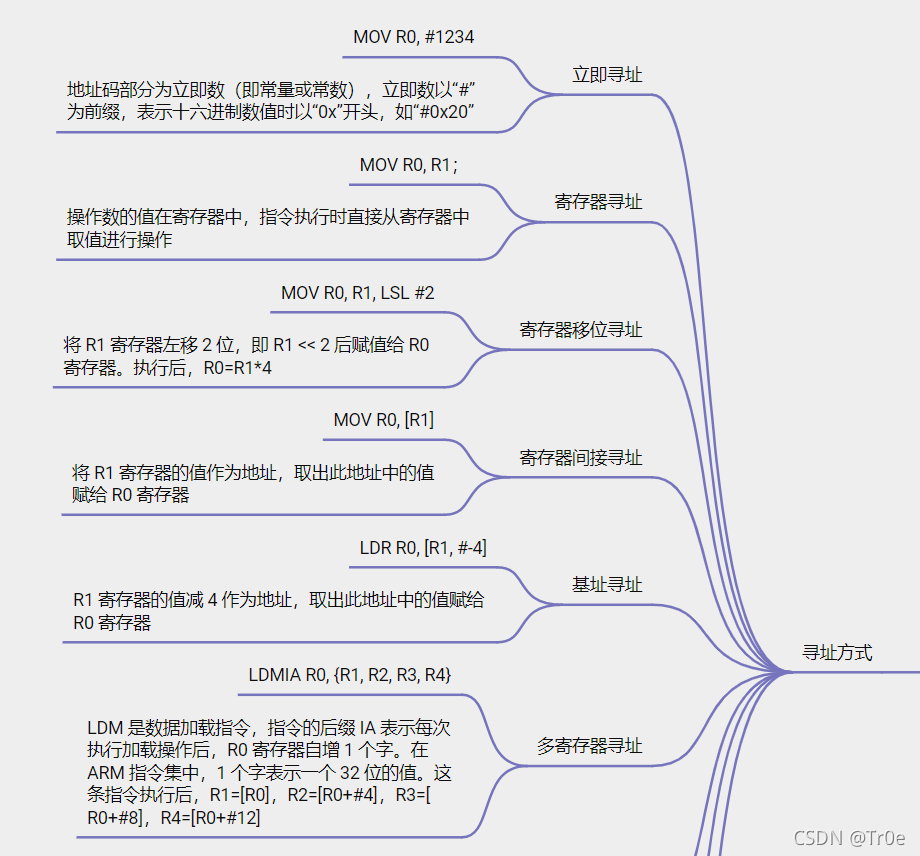 MOV R0, #1234
立即寻址
地址码部分为立即数（即常量或常数），立即数以“#”
为前缀，表示十六进制数值时以“0x”开头，如“#0x20”
MOV R0, R1；
寄存器寻址
操作数的值在寄存器中，指令执行时直接从寄存器中
取值进行操作
MOV R0, R1, LSL #2
寄存器移位寻址
将 R1 寄存器左移 2 位，即 R1 << 2 后赋值给 R0
寄存器。执行后，R0=R1*4
MOV R0, [R1]
寄存器间接寻址
将 R1 寄存器的值作为地址，取出此地址中的值
赋给 R0 寄存器
LDR R0, [R1, #-4]
基址寻址
R1 寄存器的值减 4 作为地址，取出此地址中的值赋给
R0 寄存器
寻址方式
LDMIA R0, {R1, R2, R3, R4}
多寄存器寻址
LDM 是数据加载指令，指令的后缀 IA 表示每次
执行加载操作后，R0 寄存器自增 1 个字。在
ARM 指令集中，1 个字表示一个 32 位的值。这
条指令执行后，R1=[R0]，R2=[R0+#4]，R3=[
R0+#8]，R4=[R0+#12]
CSDN @Tr0e